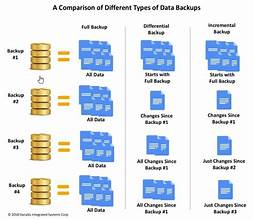 A Comparison of Different Types of Data Backups
Full Backup
Differential
Backup
Incremental
Backup
Backup
#1
All Data
Starts with
Full Backup
Starts with
Full Backup
Backup
#2
All Data
Changes Since
Backup #1
Changes Since
Backup #1
Backup
#3
All Data
All Changes Since
Backup #1
Just Changes Since
Backup #2
Backup
#4
All Data
All Changes Since
Backup #1
Just Changes Since
Backup #3
Integrated Systems Corp